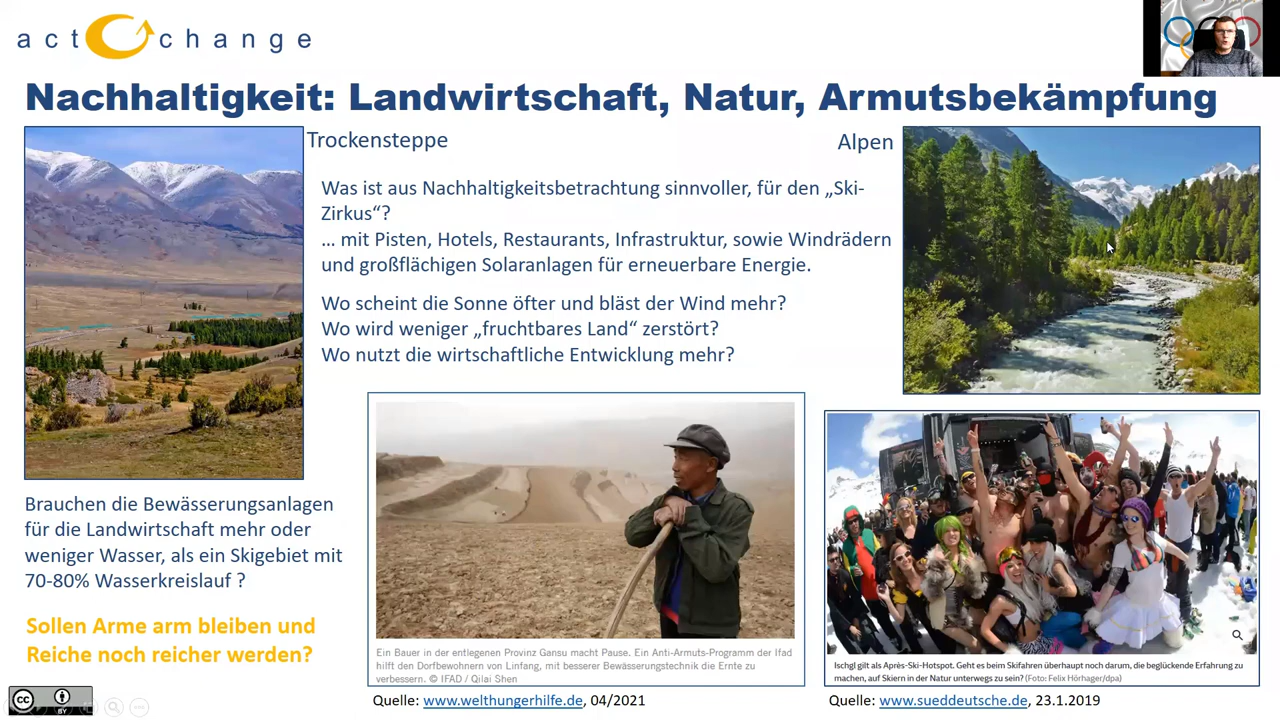 act change
Nachhaltigkeit: Landwirtschaft, Natur, Armutsbekämpfung
Trockensteppe
Alpen
Was ist aus Nachhaltigkeitsbetrachtung sinnvoller, für den „Ski-
Zirkus“?
… mit Pisten, Hotels, Restaurants, Infrastruktur, sowie Windrädern
und großflächigen Solaranlagen für erneuerbare Energie.
Wo scheint die Sonne öfter und bläst der Wind mehr?
Wo wird weniger „fruchtbares Land“ zerstört?
Wo nutzt die wirtschaftliche Entwicklung mehr?
Brauchen die Bewässerungsanlagen
für die Landwirtschaft mehr oder
weniger Wasser, als ein Skigebiet mit
70-80% Wasserkreislauf ?
Sollen Arme arm bleiben und
Reiche noch reicher werden?
Ein Bauer in der entlegenen Provinz Gansu macht Pause. Ein Anti-Armuts-Programm der Ifad
hilft den Dorfbewohnern von Linfang, mit besserer Bewässerungstechnik die Ernte zu
verbessern. © IFAD / Qilai Shen
Quelle: www.welthungerhilfe.de, 04/2021
Ischgl gilt als Après-Ski-Hotspot. Geht es beim Skifahren überhaupt noch darum, die beglückende Erfahrung zu
machen, auf Skiern in der Natur unterwegs zu sein? (Foto: Felix Hörhager/dpa)
Quelle: www.sueddeutsche.de, 23.1.2019
cc
BY